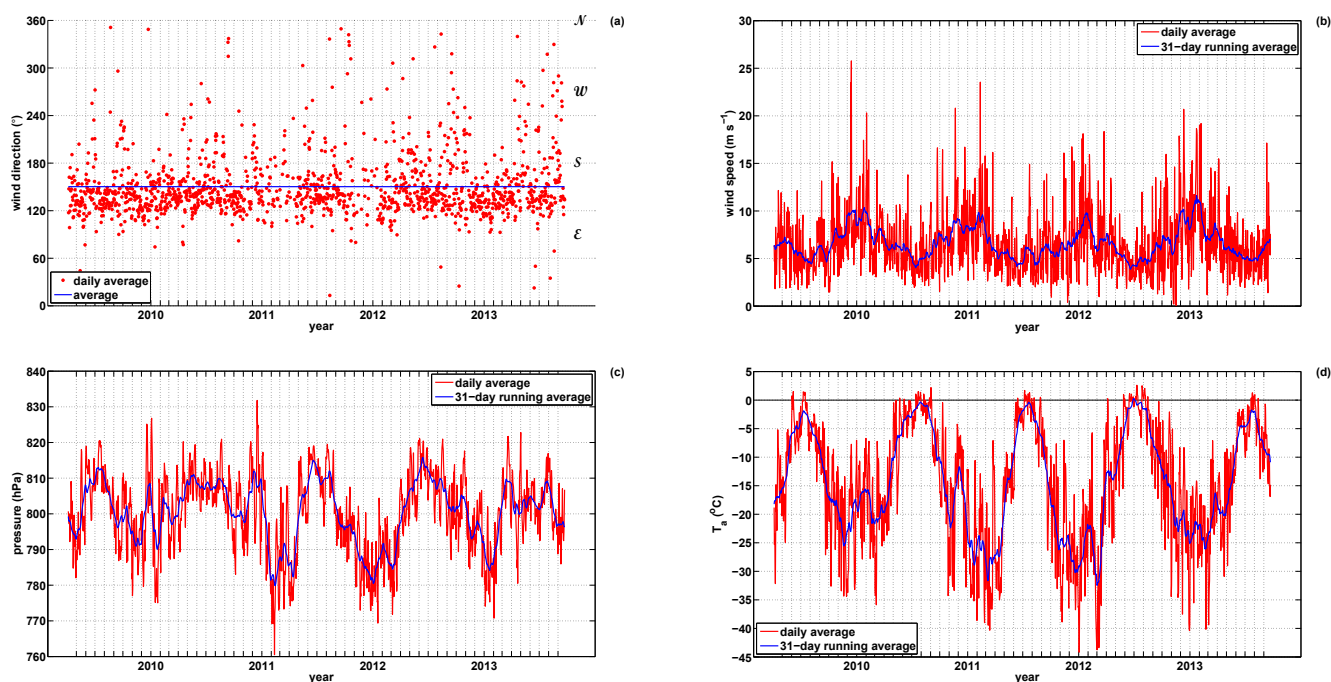 360
300
240
180
120
60
0
wind direction (°)
N
W
S
E
(a)
daily average
average
2010 2011 2012 2013
year
30
25
20
15
10
5
0
wind speed (m s⁻¹)
(b)
daily average
31−day running average
2010 2011 2012 2013
year
840
830
820
810
800
790
780
770
760
pressure (hPa)
(c)
daily average
31−day running average
2010 2011 2012 2013
year
5
0
−5
−10
−15
−20
−25
−30
−35
−40
−45
T_a (°C)
(d)
daily average
31−day running average
2010 2011 2012 2013
year